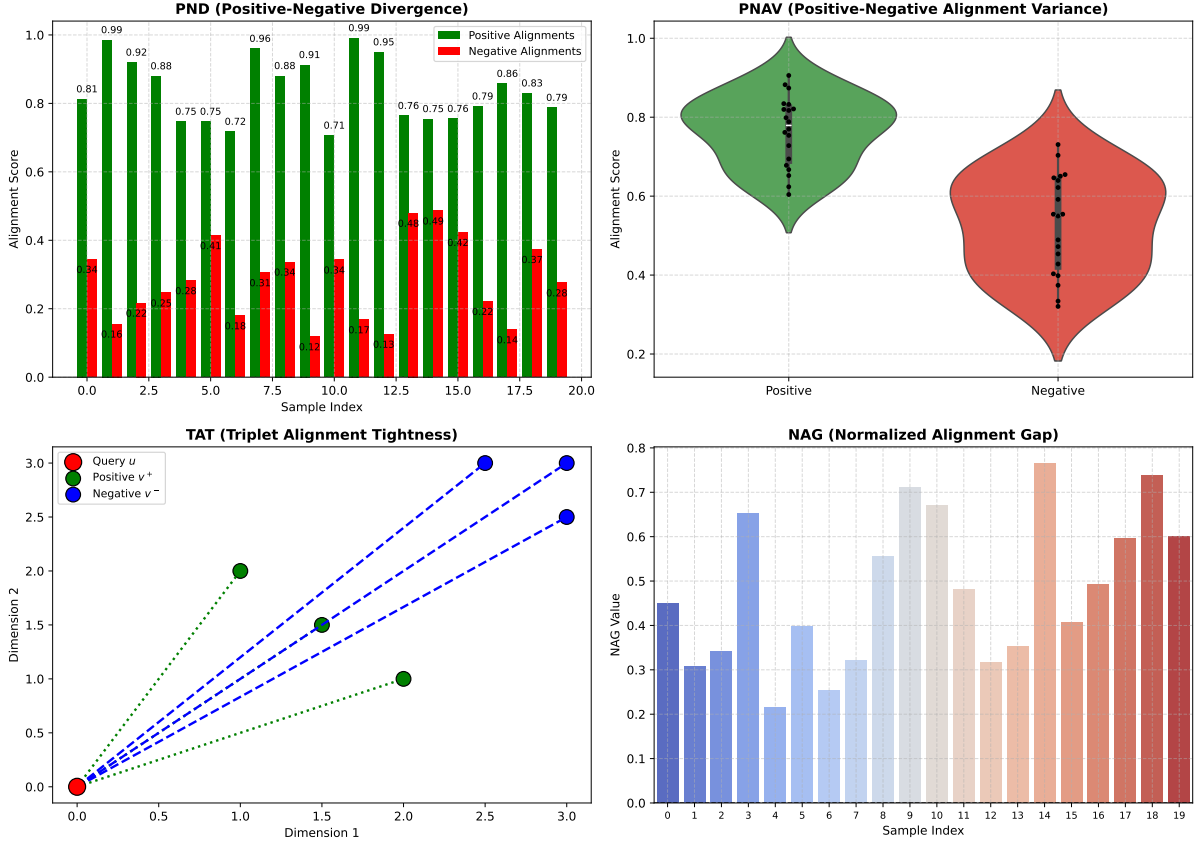 PND (Positive-Negative Divergence)
Alignment Score
1.0
0.8
0.6
0.4
0.2
0.0
Positive Alignments
Negative Alignments
0.81 0.99 0.92 0.88 0.75 0.75 0.72 0.96 0.88 0.91 0.71 0.99 0.95 0.76 0.75 0.76 0.79 0.86 0.83 0.79
0.34 0.16 0.22 0.25 0.28 0.41 0.18 0.31 0.34 0.12 0.34 0.17 0.13 0.48 0.49 0.42 0.22 0.14 0.37 0.28
0.0 2.5 5.0 7.5 10.0 12.5 15.0 17.5 20.0
Sample Index
PNAV (Positive-Negative Alignment Variance)
Alignment Score
1.0
0.8
0.6
0.4
0.2
Positive Negative
TAT (Triplet Alignment Tightness)
Dimension 2
3.0
2.5
2.0
1.5
1.0
0.5
0.0
Query u
Positive v⁺
Negative v⁻
0.0 0.5 1.0 1.5 2.0 2.5 3.0
Dimension 1
NAG (Normalized Alignment Gap)
NAG Value
0.8
0.7
0.6
0.5
0.4
0.3
0.2
0.1
0.0
0 1 2 3 4 5 6 7 8 9 10 11 12 13 14 15 16 17 18 19
Sample Index